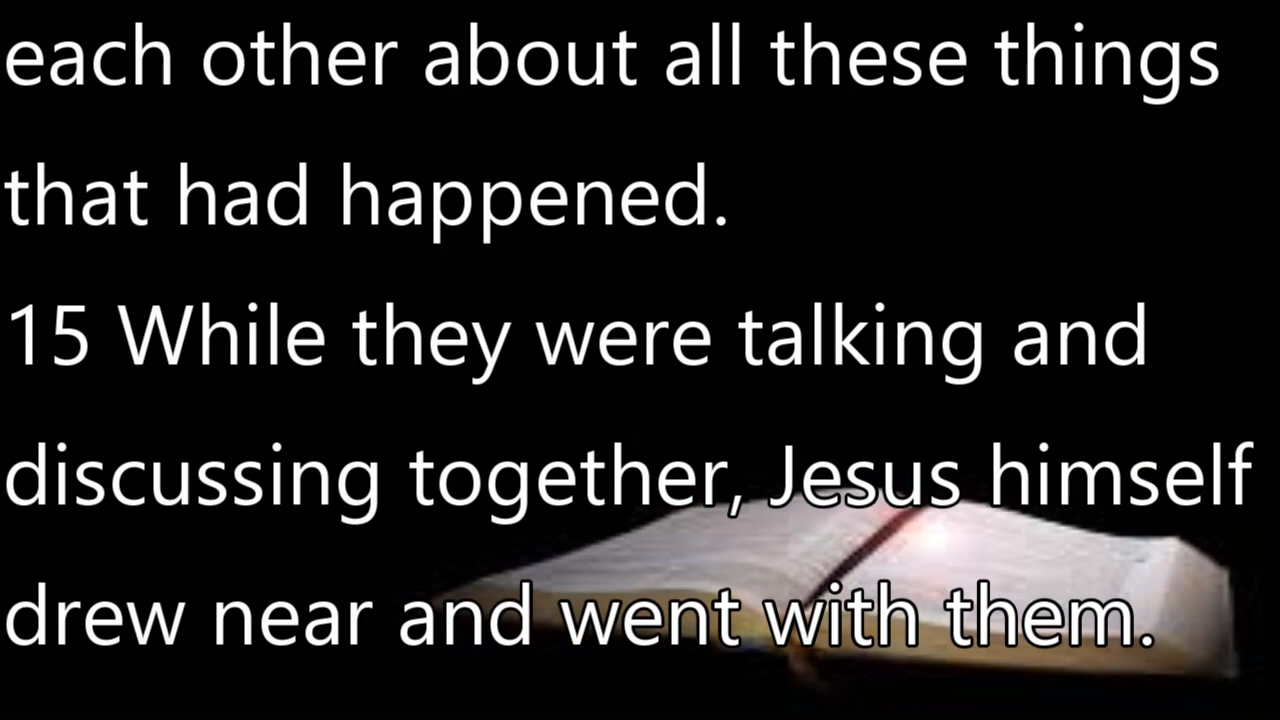 each other about all these things
that had happened.
15 While they were talking and
discussing together, Jesus himself
drew near and went with them.